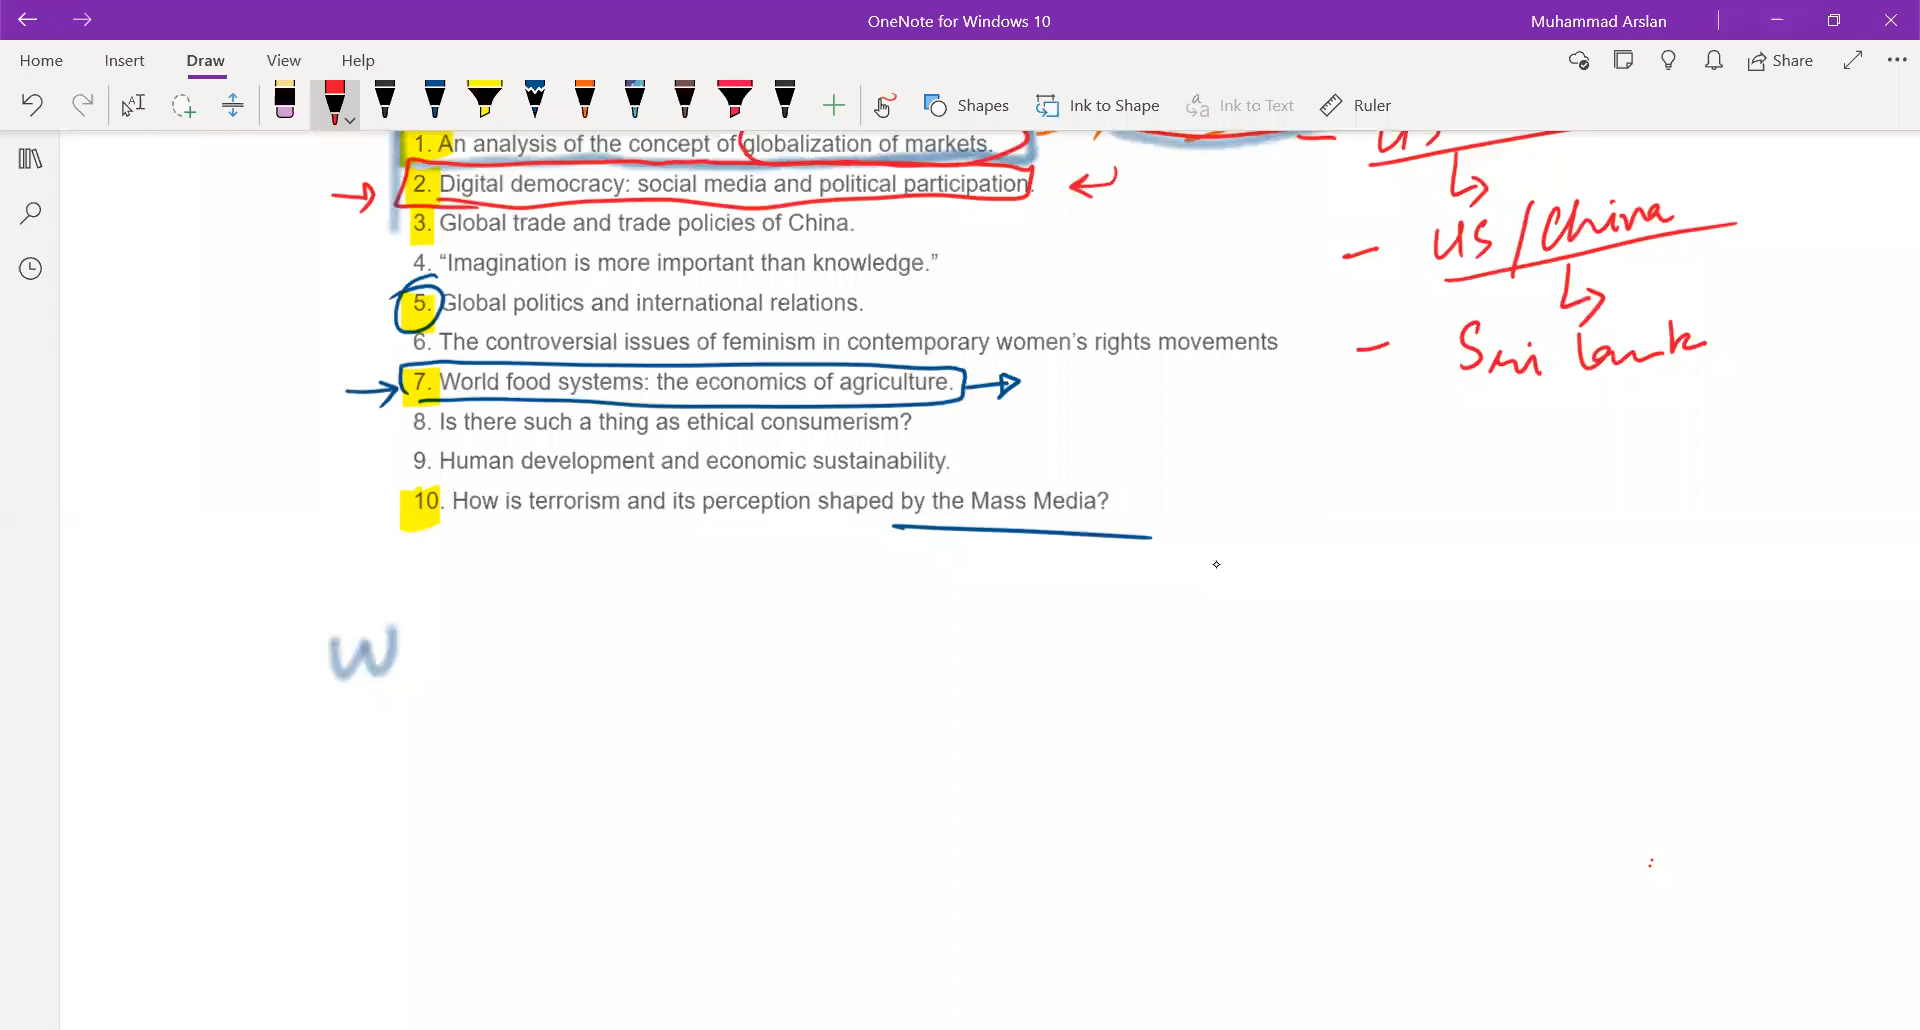 OneNote for Windows 10
Muhammad Arslan
Home Insert Draw View Help Share
Shapes Ink to Shape Ink to Text Ruler
1. An analysis of the concept of globalization of markets.
2. Digital democracy: social media and political participation.
3. Global trade and trade policies of China.
4. “Imagination is more important than knowledge.”
5. Global politics and international relations.
6. The controversial issues of feminism in contemporary women’s rights movements
7. World food systems: the economics of agriculture.
8. Is there such a thing as ethical consumerism?
9. Human development and economic sustainability.
10. How is terrorism and its perception shaped by the Mass Media?
- US
- US / China
- Sri Lank
W